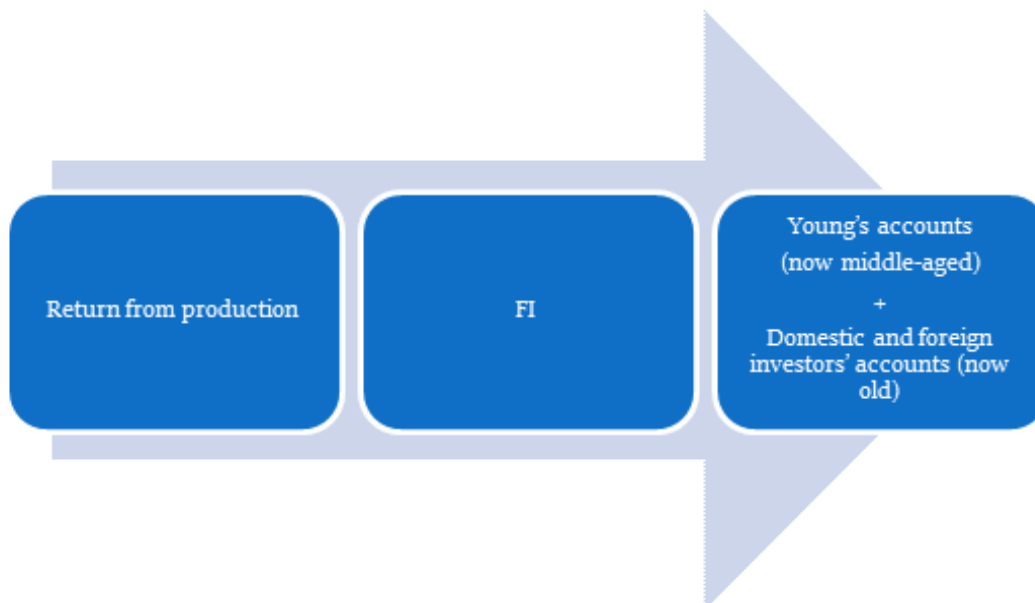 Return from production
FI
Young’s accounts
(now middle-aged)
+
Domestic and foreign
investors’ accounts (now
old)